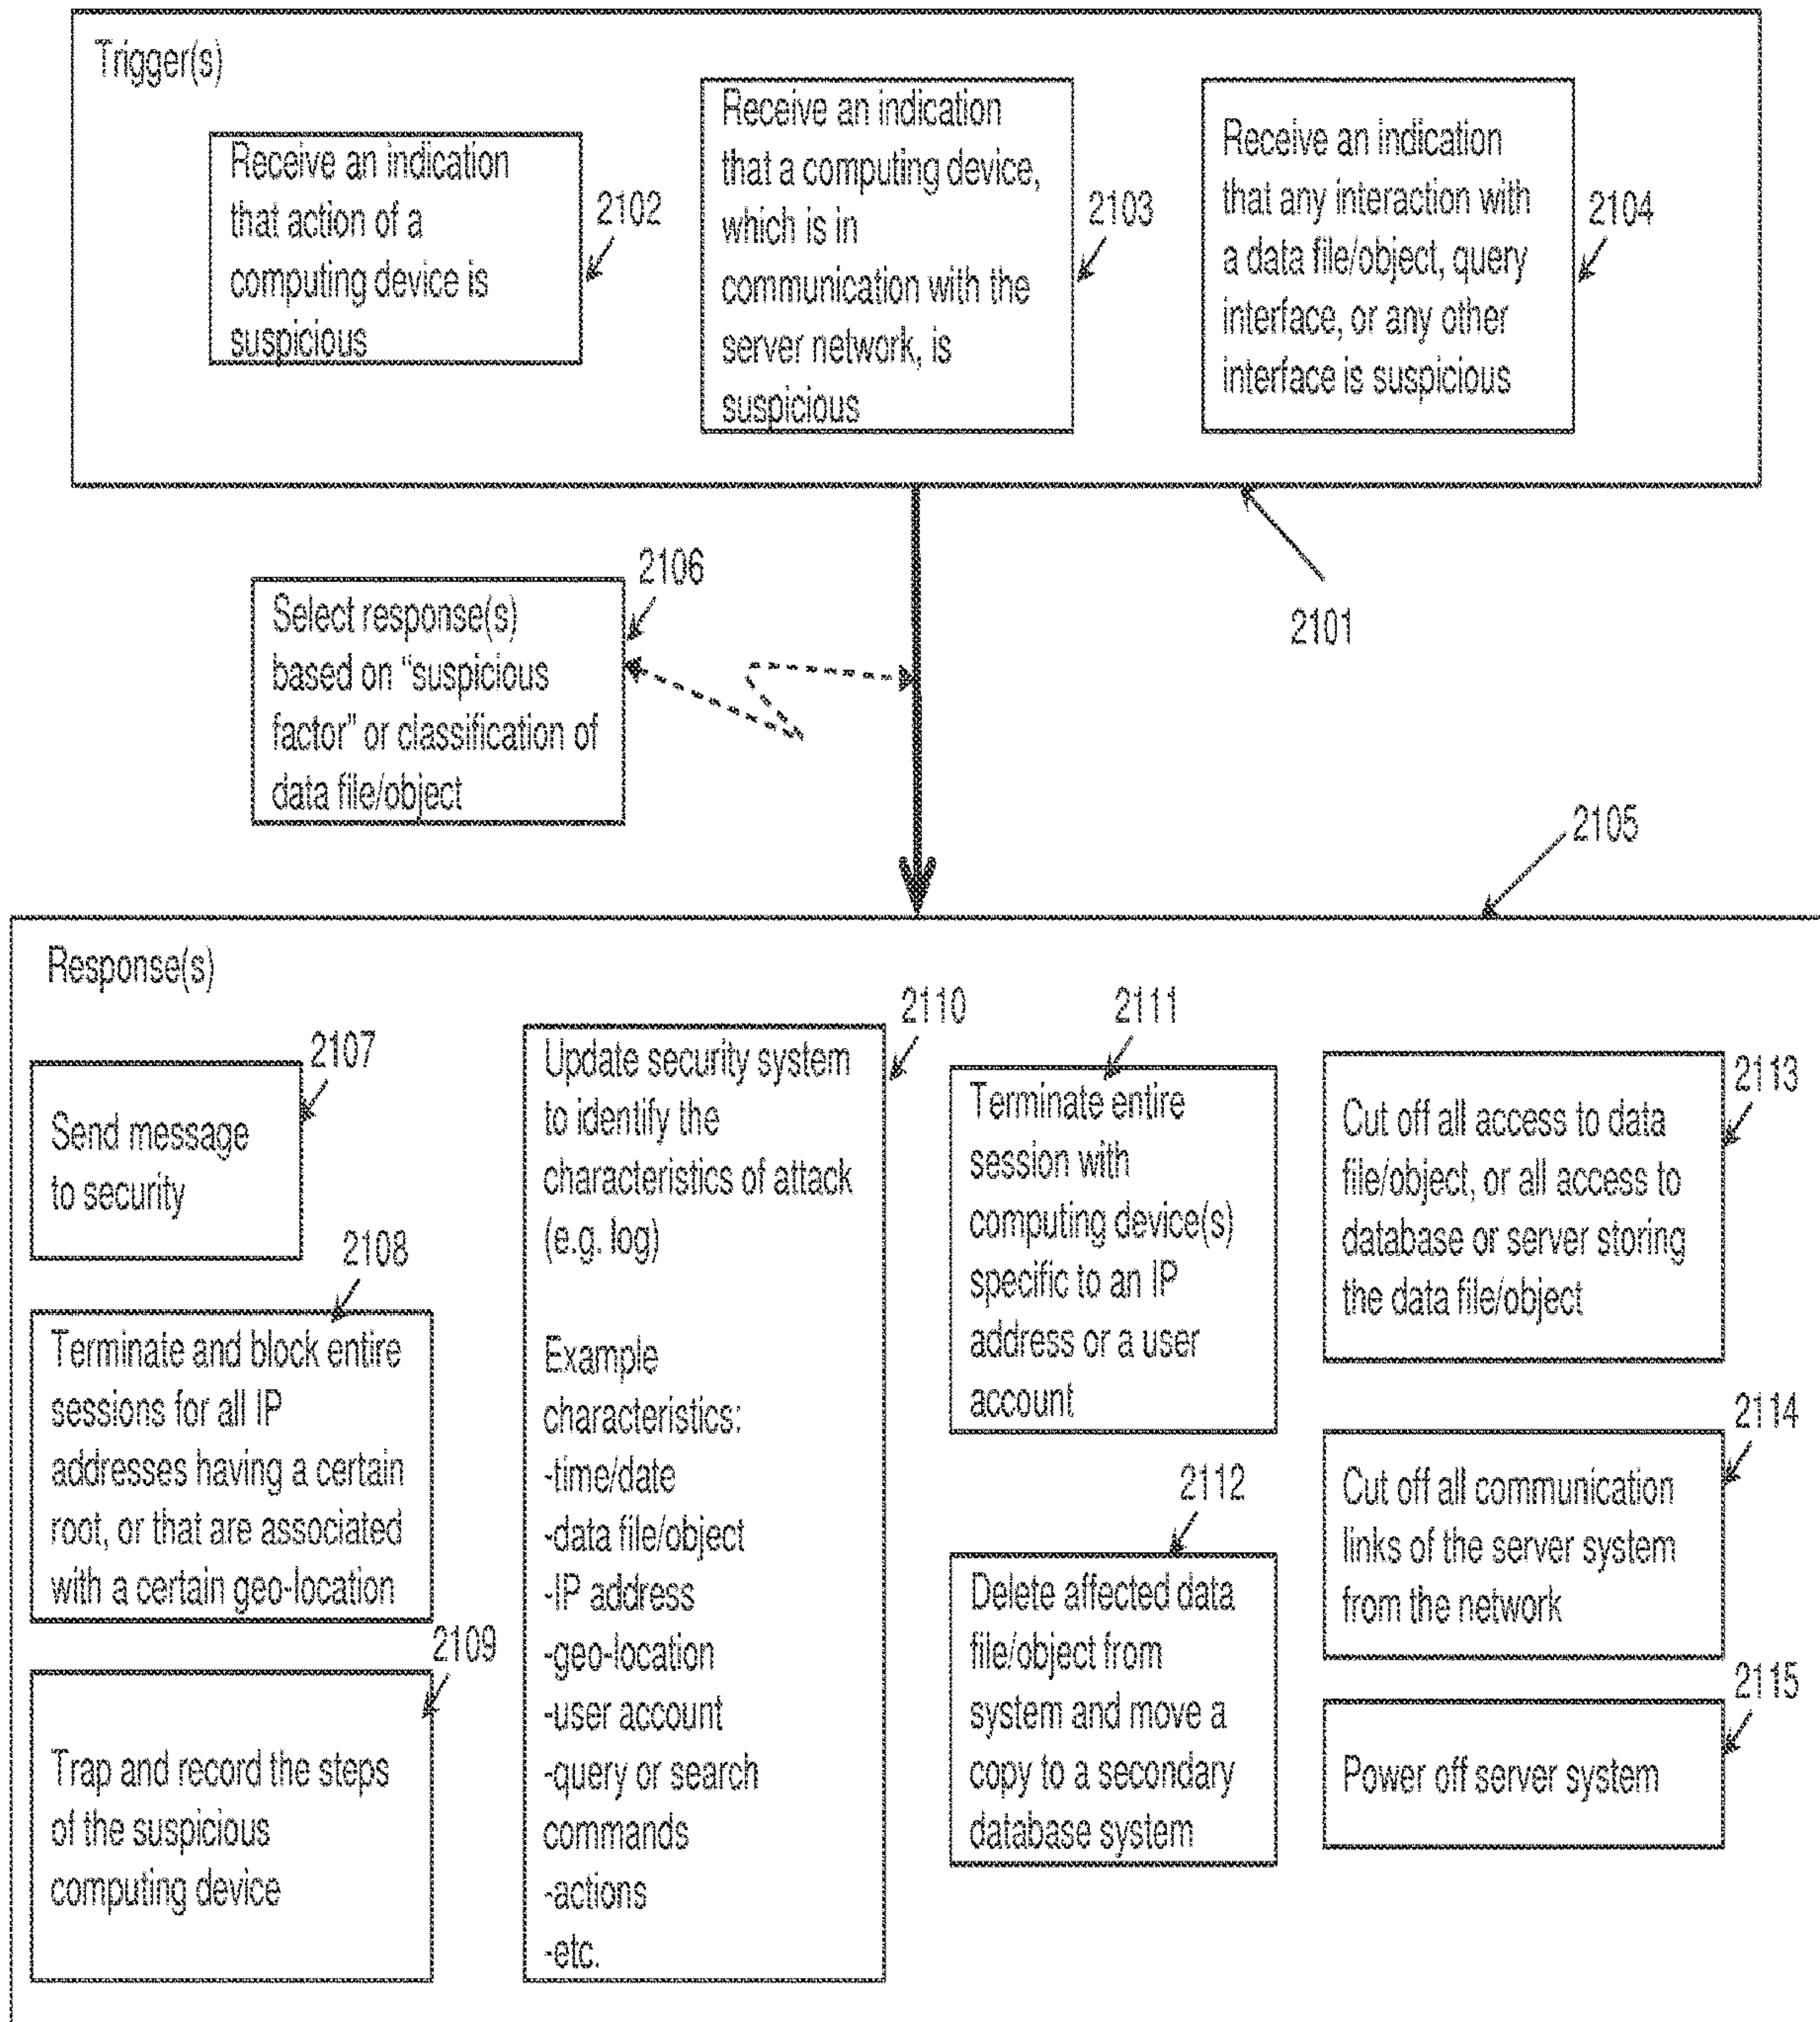 Trigger(s)
Receive an indication
that action of a
computing device is
suspicious
2102
Receive an indication
that a computing device,
which is in
communication with the
server network, is
suspicious
2103
Receive an indication
that any interaction with
a data file/object, query
interface, or any other
interface is suspicious
2104
2101
2106
Select response(s)
based on "suspicious
factor" or classification of
data file/object
2105
Response(s)
2107
Send message
to security
2108
Terminate and block entire
sessions for all IP
addresses having a certain
root, or that are associated
with a certain geo-location
2109
Trap and record the steps
of the suspicious
computing device
2110
Update security system
to identify the
characteristics of attack
(e.g. log)
Example
characteristics:
-time/date
-data file/object
-IP address
-geo-location
-user account
-query or search
commands
-actions
-etc.
2111
Terminate entire
session with
computing device(s)
specific to an IP
address or a user
account
2112
Delete affected data
file/object from
system and move a
copy to a secondary
database system
2113
Cut off all access to data
file/object, or all access to
database or server storing
the data file/object
2114
Cut off all communication
links of the server system
from the network
2115
Power off server system